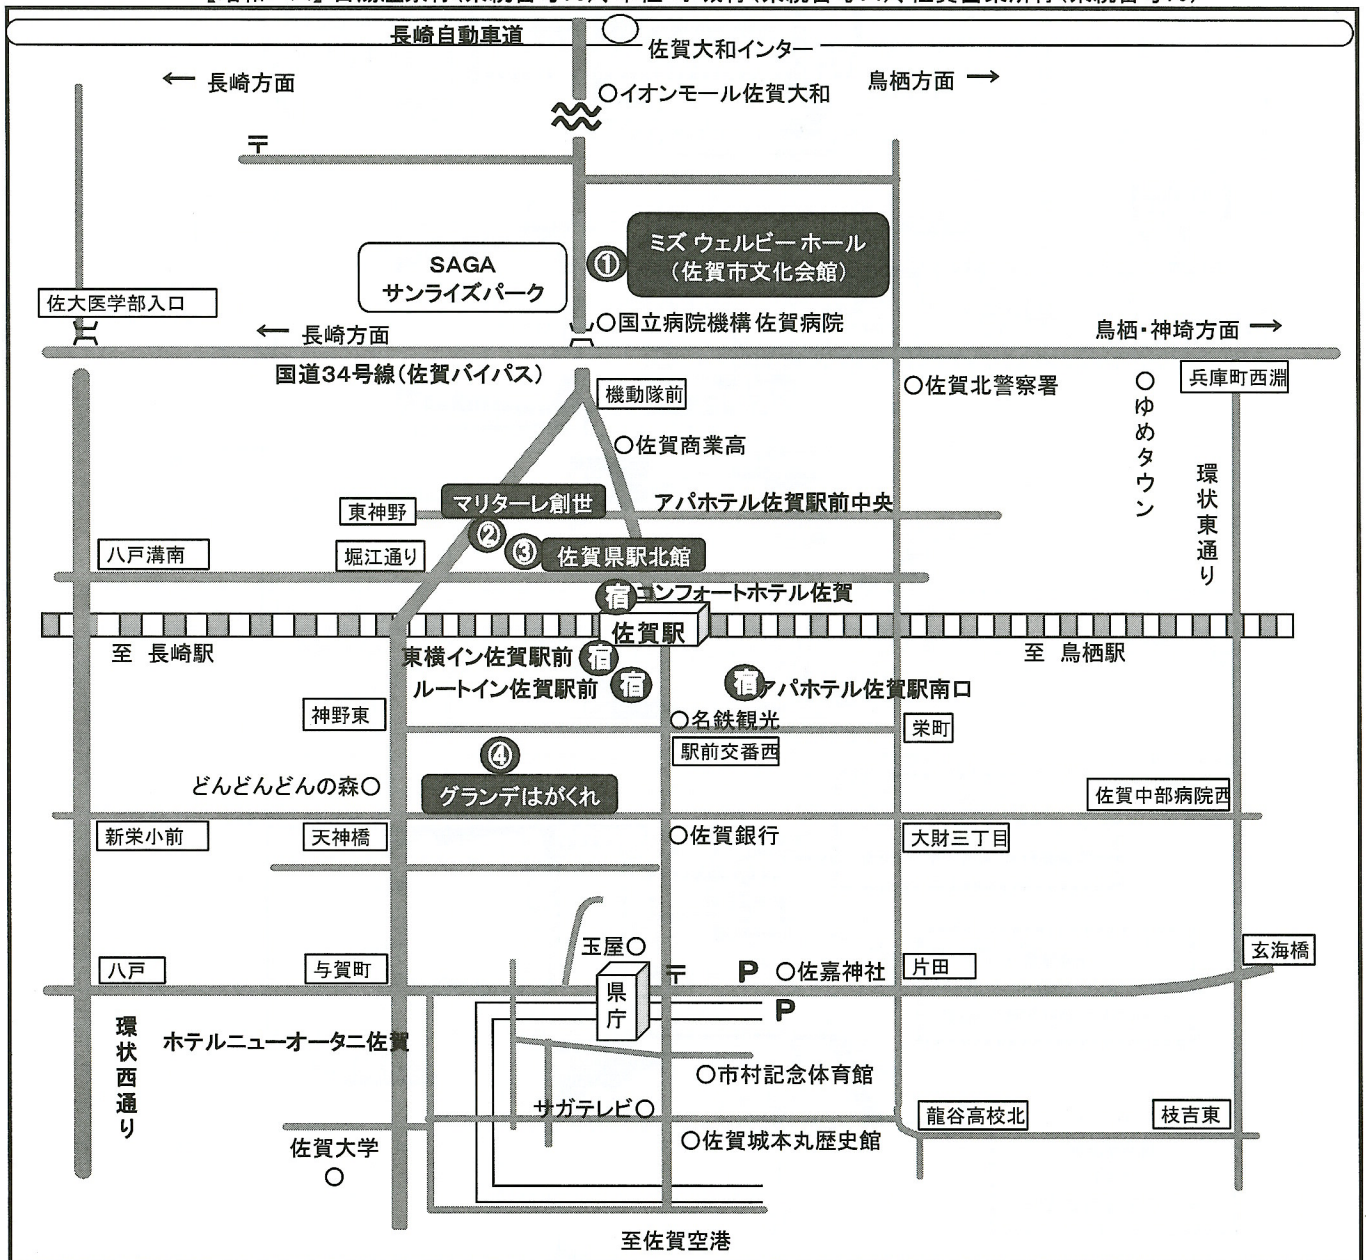 長崎自動車道
佐賀大和インター
← 長崎方面
○イオンモール佐賀大和
鳥栖方面 →
〒
①
ミズ ウェルビーホール
(佐賀市文化会館)
SAGA
サンライズパーク
佐大医学部入口
← 長崎方面
○国立病院機構佐賀病院
鳥栖・神埼方面 →
国道34号線(佐賀バイパス)
機動隊前
○佐賀北警察署
○ゆめタウン
兵庫町西淵
○佐賀商業高
環状東通り
東神野
マリターレ創世
アパホテル佐賀駅前中央
②
③
佐賀県駅北館
八戸溝南
堀江通り
宿
コンフォートホテル佐賀
佐賀駅
至 長崎駅
東横イン佐賀駅前
宿
至 鳥栖駅
ルートイン佐賀駅前
宿
宿
アパホテル佐賀駅南口
神野東
○名鉄観光
栄町
駅前交番西
④
グランデはがくれ
どんどんどんの森○
佐賀中部病院西
新栄小前
天神橋
○佐賀銀行
大財三丁目
玉屋○
玄海橋
八戸
与賀町
県庁
〒
P
○佐嘉神社
片田
P
環状西通り
ホテルニューオータニ佐賀
○市村記念体育館
サガテレビ○
龍谷高校北
枝吉東
佐賀大学
○
○佐賀城本丸歴史館
至佐賀空港